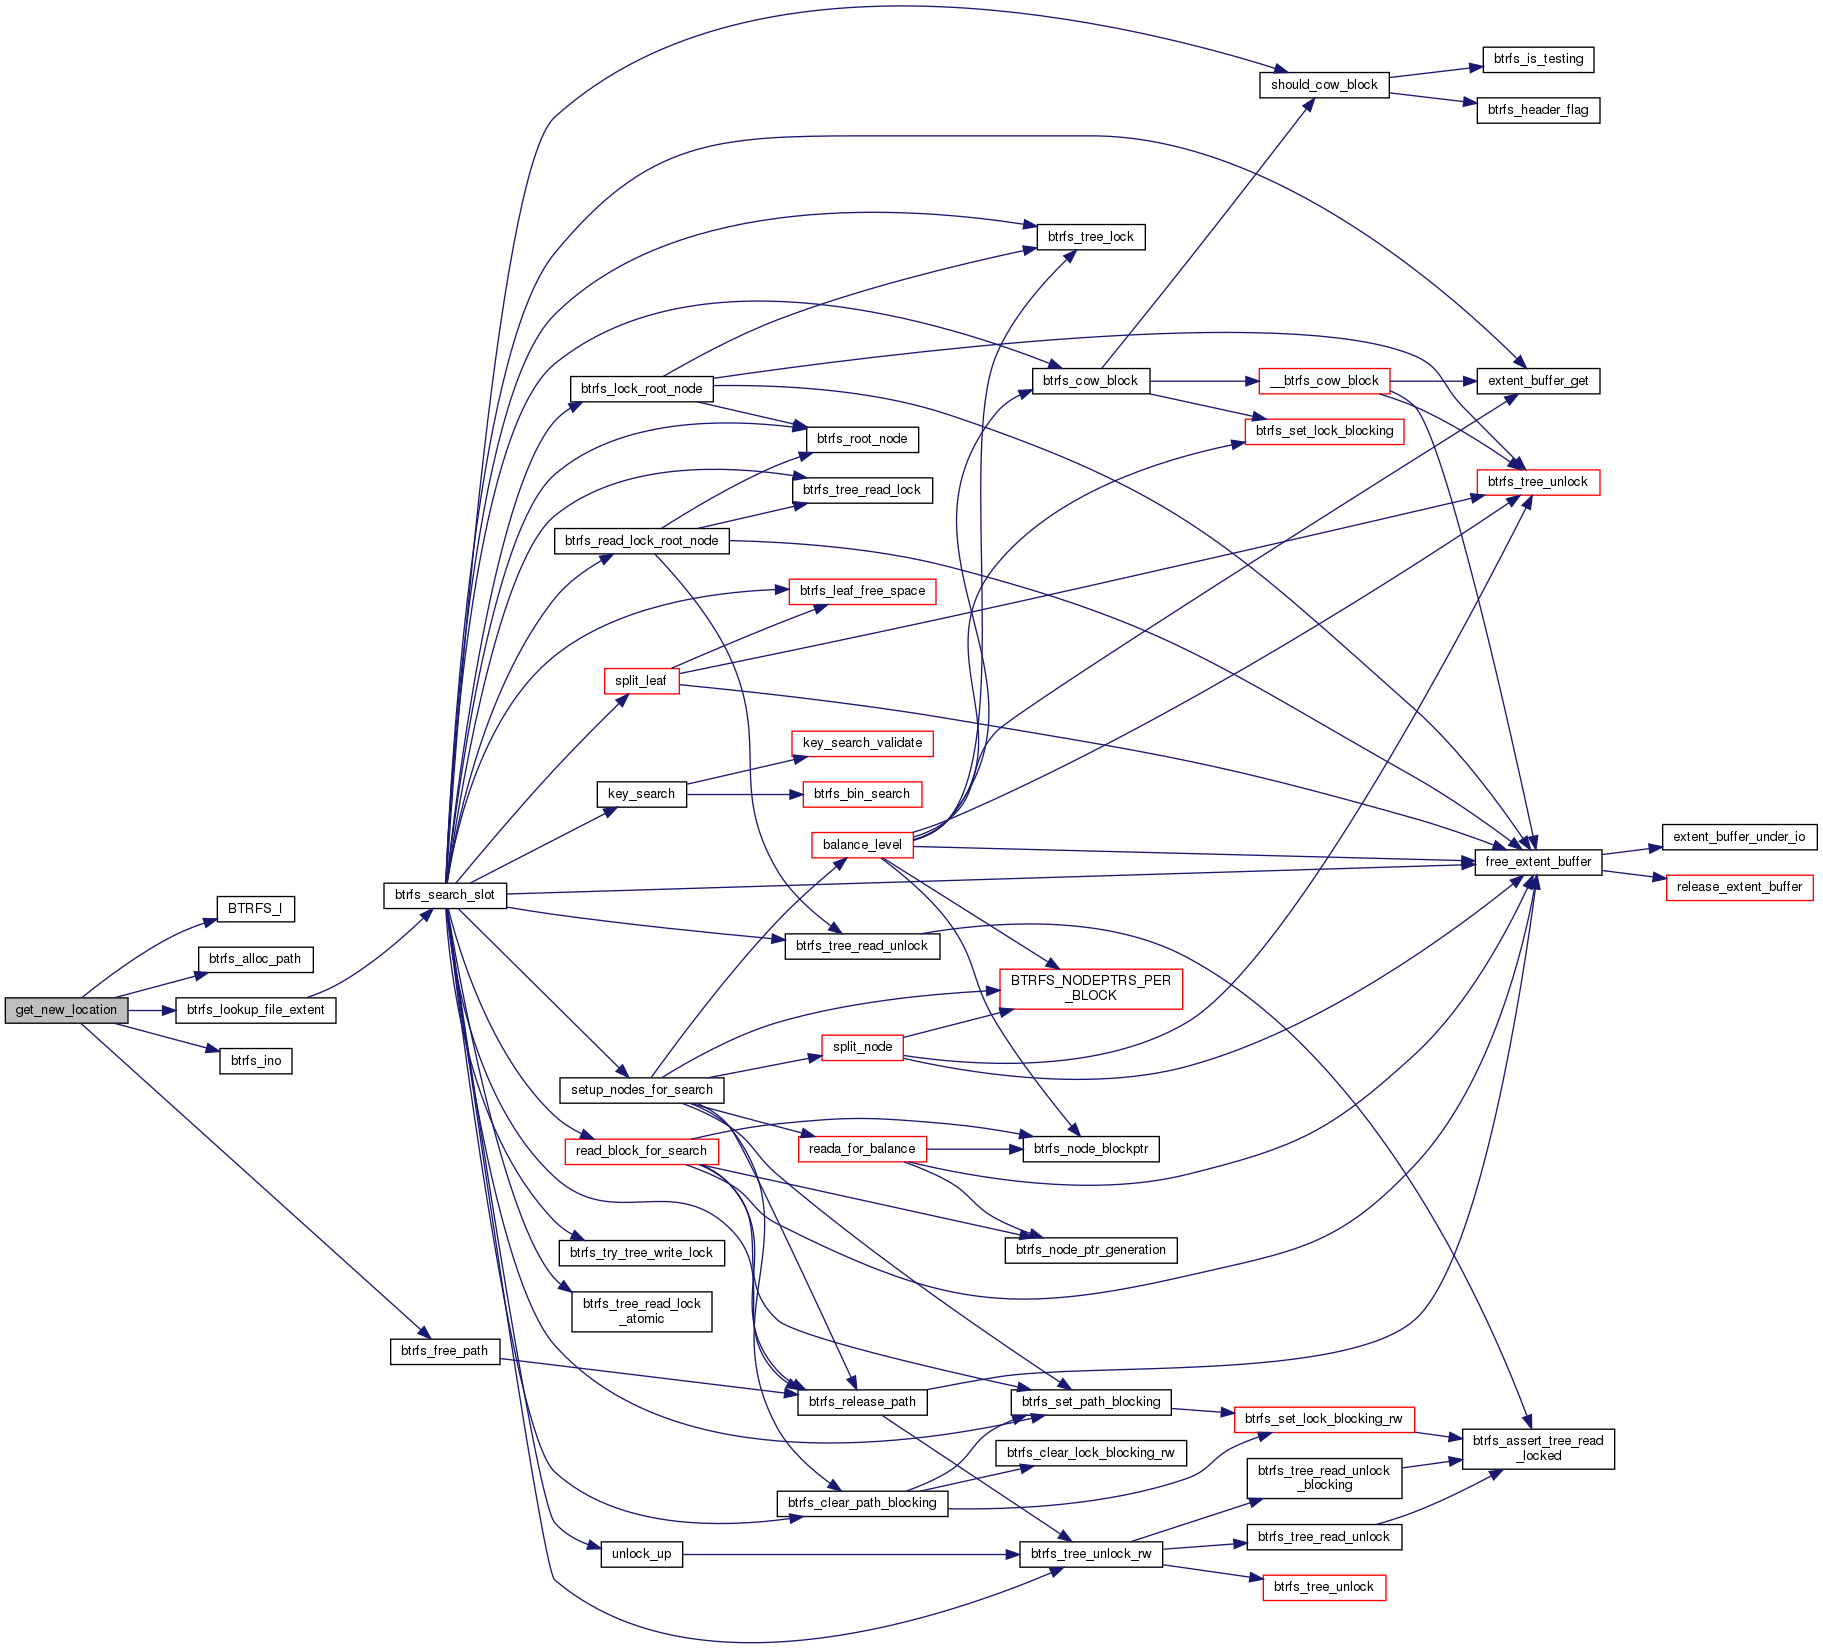 btrfs_is_testing
should_cow_block
btrfs_header_flag
btrfs_tree_lock
btrfs_lock_root_node
btrfs_cow_block
__btrfs_cow_block
extent_buffer_get
btrfs_root_node
btrfs_set_lock_blocking
btrfs_tree_read_lock
btrfs_tree_unlock
btrfs_read_lock_root_node
btrfs_leaf_free_space
split_leaf
key_search_validate
key_search
btrfs_bin_search
balance_level
extent_buffer_under_io
free_extent_buffer
release_extent_buffer
btrfs_search_slot
BTRFS_I
btrfs_tree_read_unlock
btrfs_alloc_path
BTRFS_NODEPTRS_PER
_BLOCK
get_new_location
btrfs_lookup_file_extent
split_node
btrfs_ino
setup_nodes_for_search
read_block_for_search
reada_for_balance
btrfs_node_blockptr
btrfs_try_tree_write_lock
btrfs_node_ptr_generation
btrfs_tree_read_lock
_atomic
btrfs_free_path
btrfs_release_path
btrfs_set_path_blocking
btrfs_set_lock_blocking_rw
btrfs_assert_tree_read
_locked
btrfs_clear_lock_blocking_rw
btrfs_tree_read_unlock
_blocking
btrfs_clear_path_blocking
btrfs_tree_read_unlock
unlock_up
btrfs_tree_unlock_rw
btrfs_tree_unlock